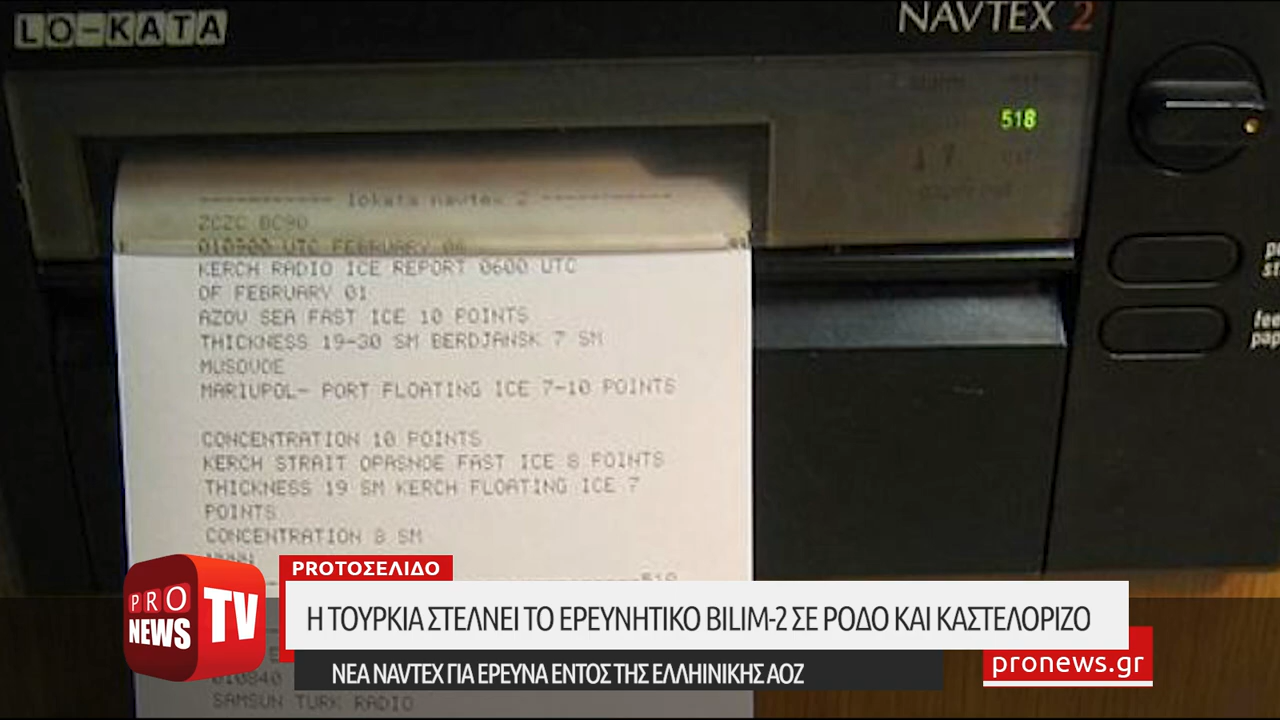 LO-KATA
NAVTEX 2
518
---------- lokata navtex 2 ----------
ZCZC BC90
UTC FEBRUARY
KERCH RADIO ICE REPORT 0600 UTC
OF FEBRUARY 01
AZOV SEA FAST ICE 10 POINTS
THICKNESS 19-30 SM BERDJANSK 7 SM
MUSOVOE
MARIUPOL- PORT FLOATING ICE 7-10 POINTS
CONCENTRATION 10 POINTS
KERCH STRAIT OPASNOE FAST ICE 8 POINTS
THICKNESS 19 SM KERCH FLOATING ICE 7
POINTS
CONCENTRATION 8 SM
PROTOΣΕΛΙΔΟ
PRO NEWS TV
Η ΤΟΥΡΚΙΑ ΣΤΕΛΝΕΙ ΤΟ ΕΡΕΥΝΗΤΙΚΟ BILIM-2 ΣΕ ΡΟΔΟ ΚΑΙ ΚΑΣΤΕΛΟΡΙΖΟ
pronews.gr
ΝΕΑ NAVTEX ΓΙΑ ΕΡΕΥΝΑ ΕΝΤΟΣ ΤΗΣ ΕΛΛΗΙΝΙΚΗΣ ΑΟΖ
010840
SAMSUN TURK RADIO